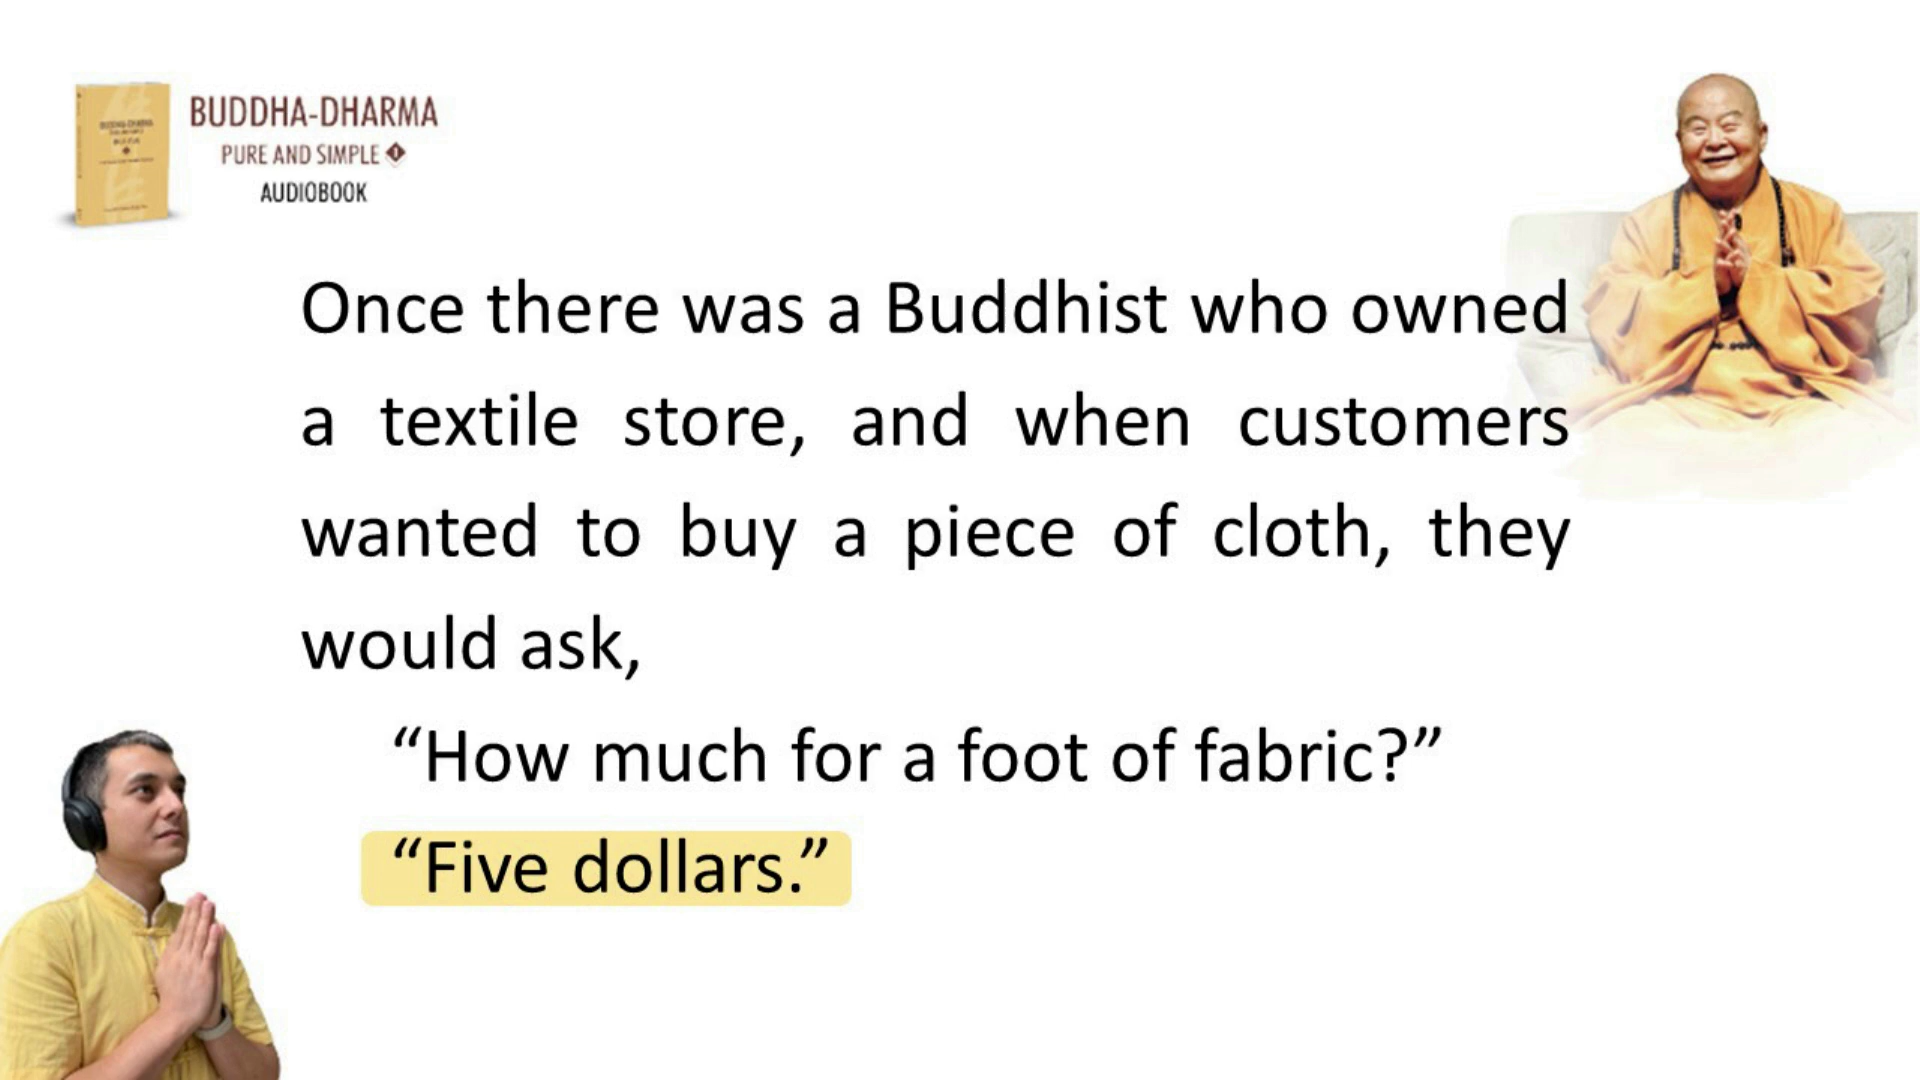 BUDDHA-DHARMA
PURE AND SIMPLE 1
AUDIOBOOK
Once there was a Buddhist who owned
a textile store, and when customers
wanted to buy a piece of cloth, they
would ask,
“How much for a foot of fabric?”
“Five dollars.”